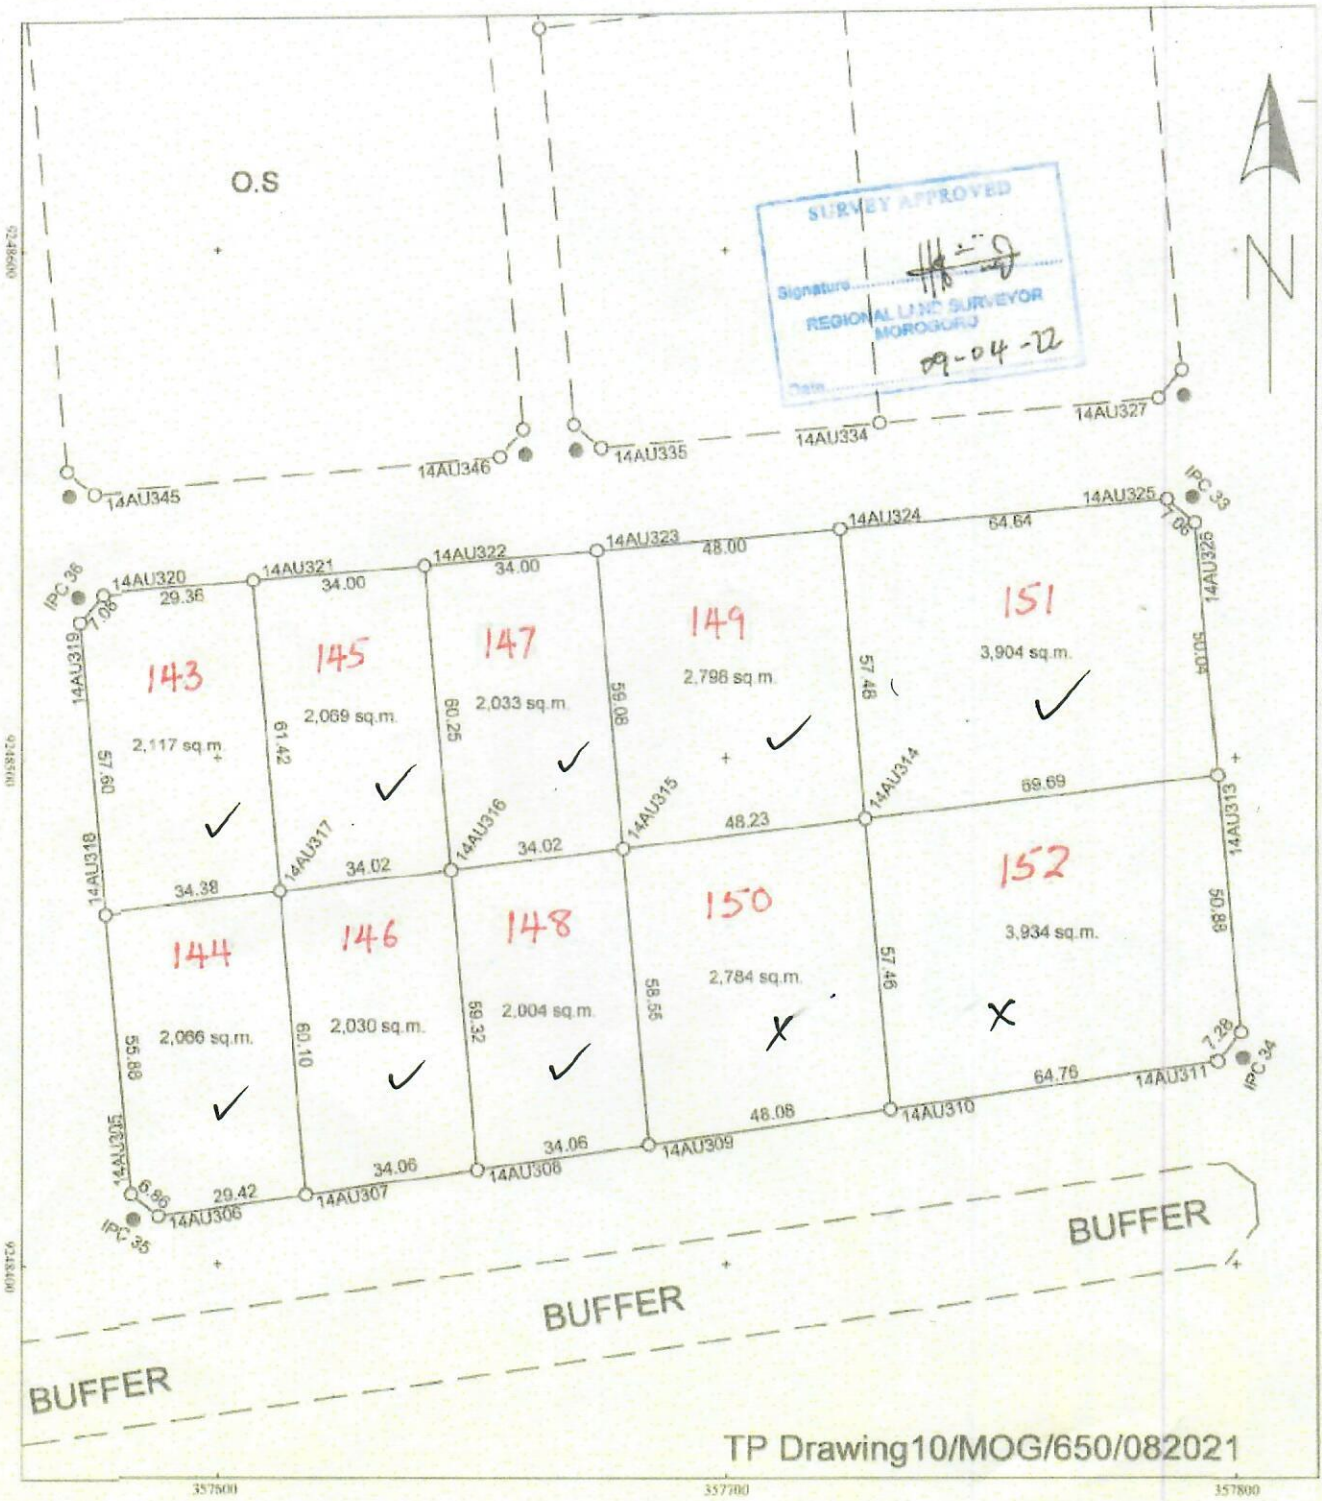 O.S
SURVEY APPROVED
Signature
REGIONAL LAND SURVEYOR
MOROGORO
09-04-22
Date
N
9248600
14AU345
14AU346
14AU335
14AU334
14AU327
IPC 36
14AU320
14AU321
14AU322
14AU323
14AU324
14AU325
IPC 33
7.08
29.36
34.00
34.00
48.00
64.64
7.06
14AU319
14AU326
143
145
147
149
151
2,117 sq.m.
2,069 sq.m.
2,033 sq.m.
2,798 sq.m.
3,904 sq.m.
57.60
61.42
60.25
59.08
57.48
50.04
9248500
14AU318
14AU317
14AU316
14AU315
14AU314
14AU313
34.38
34.02
34.02
48.23
69.69
144
146
148
150
152
2,066 sq.m.
2,030 sq.m.
2,004 sq.m.
2,784 sq.m.
3,934 sq.m.
55.88
60.10
59.32
58.55
57.46
50.88
14AU305
6.86
29.42
34.06
34.06
48.08
64.76
7.28
IPC 35
14AU306
14AU307
14AU308
14AU309
14AU310
14AU311
IPC 34
9248400
BUFFER
BUFFER
BUFFER
TP Drawing10/MOG/650/082021
357600
357700
357800